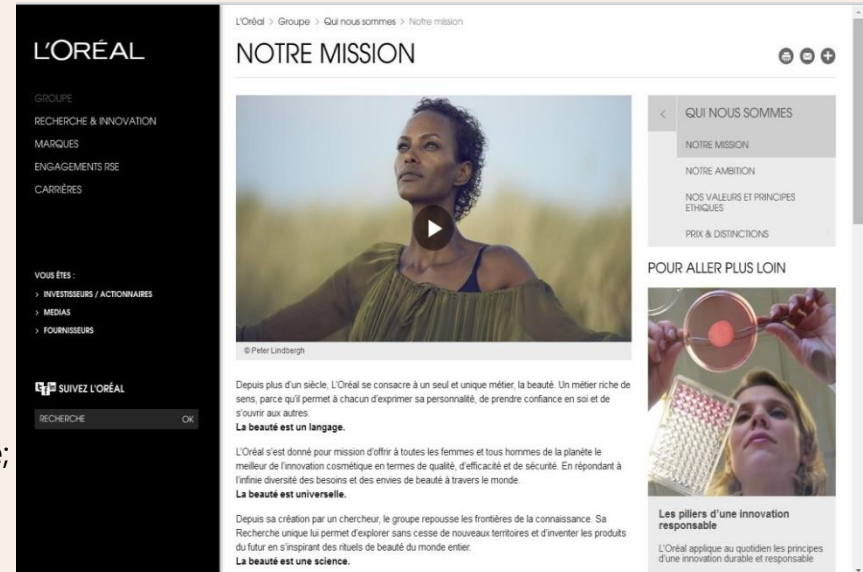 L'ORÉAL
GROUPE
RECHERCHE & INNOVATION
MARQUES
ENGAGEMENTS RSE
CARRIÈRES
VOUS ÊTES :
> INVESTISSEURS / ACTIONNAIRES
> MEDIAS
> FOURNISSEURS
SUIVEZ L'ORÉAL
RECHERCHE OK
;
L'Oréal > Groupe > Qui nous sommes > Notre mission
NOTRE MISSION
© Peter Lindbergh
Depuis plus d'un siècle, L'Oréal se consacre à un seul et unique métier, la beauté. Un métier riche de
sens, parce qu'il permet à chacun d'exprimer sa personnalité, de prendre confiance en soi et de
s'ouvrir aux autres.
La beauté est un langage.
L'Oréal s'est donné pour mission d'offrir à toutes les femmes et tous hommes de la planète le
meilleur de l'innovation cosmétique en termes de qualité, d'efficacité et de sécurité. En répondant à
l'infinie diversité des besoins et des envies de beauté à travers le monde.
La beauté est universelle.
Depuis sa création par un chercheur, le groupe repousse les frontières de la connaissance. Sa
Recherche unique lui permet d'explorer sans cesse de nouveaux territoires et d'inventer les produits
du futur en s'inspirant des rituels de beauté du monde entier.
La beauté est une science.
< QUI NOUS SOMMES
NOTRE MISSION
NOTRE AMBITION
NOS VALEURS ET PRINCIPES
ETHIQUES
PRIX & DISTINCTIONS
POUR ALLER PLUS LOIN
Les piliers d'une innovation
responsable
L'Oréal applique au quotidien les principes
d'une innovation durable et responsable